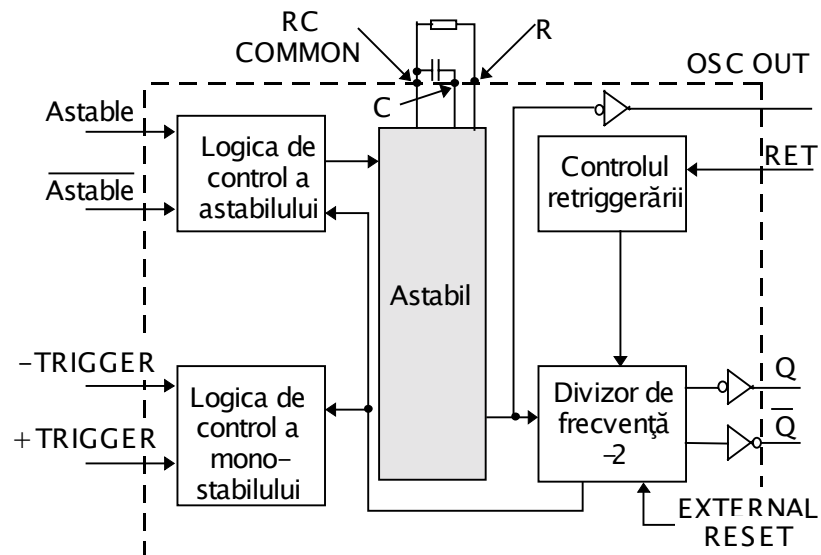 RC
COMMON
R
OSC OUT
C
Astable
Logica de
control a
astabilului
Astable
Controlul
retriggerării
RET
Astabil
–TRIGGER
+TRIGGER
Logica de
control a
mono–
stabilului
Divizor de
frecvenţă
–2
Q
Q
EXTERNAL
RESET